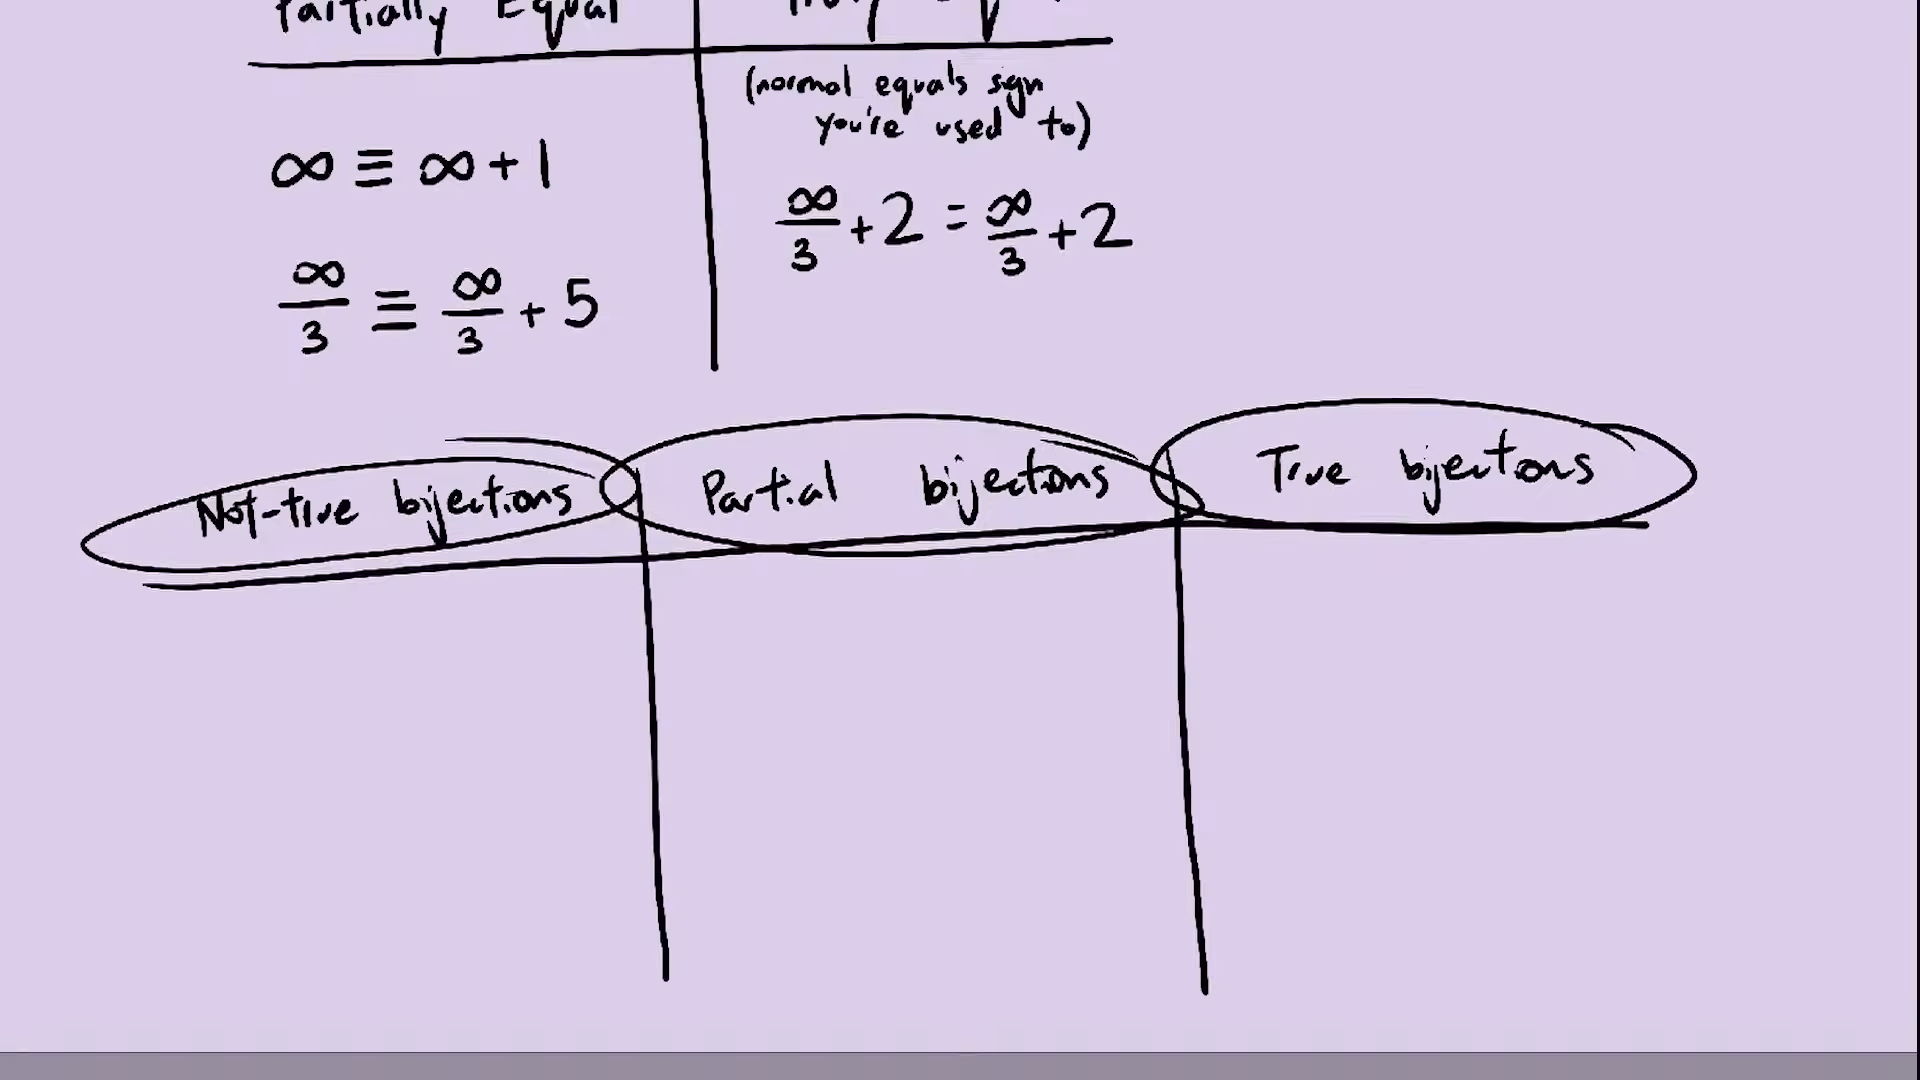 Partially Equal
(normal equals sign
you're used to)
∞ ≡ ∞ + 1
∞/3 + 2 = ∞/3 + 2
∞/3 ≡ ∞/3 + 5
Not-true bijections Partial bijections True bijections